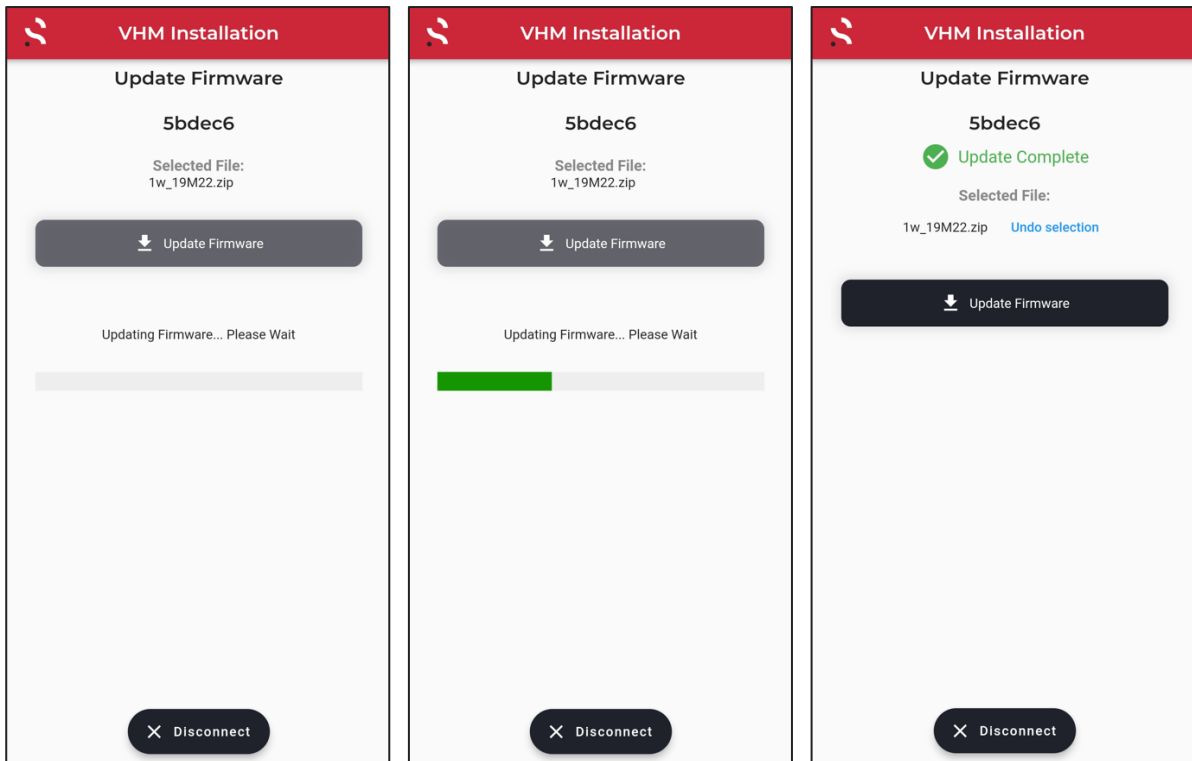 VHM Installation
Update Firmware
5bdec6
Selected File:
1w_19M22.zip
Update Firmware
Updating Firmware... Please Wait
Disconnect
VHM Installation
Update Firmware
5bdec6
Selected File:
1w_19M22.zip
Update Firmware
Updating Firmware... Please Wait
Disconnect
VHM Installation
Update Firmware
5bdec6
Update Complete
Selected File:
1w_19M22.zip Undo selection
Update Firmware
Disconnect